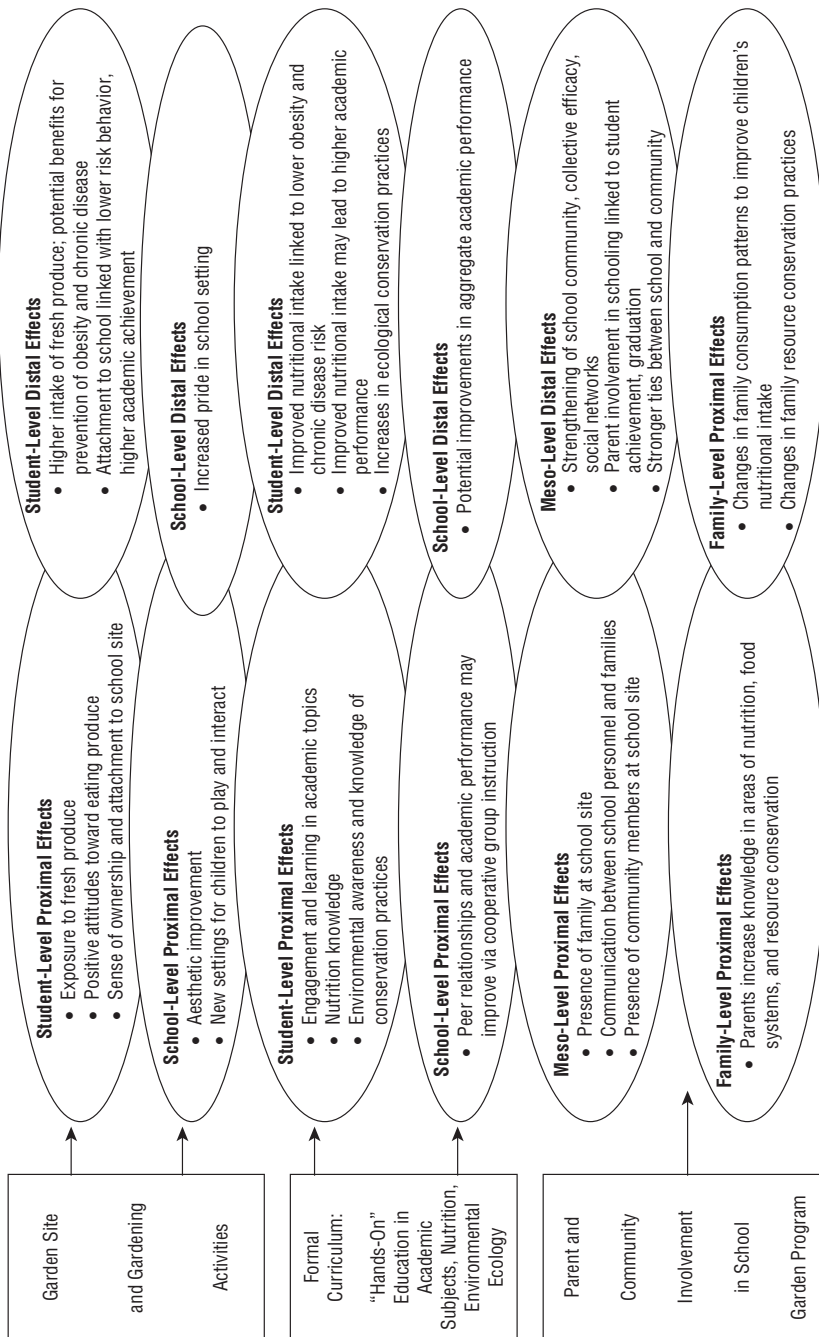 Garden Site
and Gardening
Activities
Student-Level Proximal Effects
• Exposure to fresh produce
• Positive attitudes toward eating produce
• Sense of ownership and attachment to school site
Student-Level Distal Effects
• Higher intake of fresh produce; potential benefits for
prevention of obesity and chronic disease
• Attachment to school linked with lower risk behavior,
higher academic achievement
School-Level Proximal Effects
• Aesthetic improvement
• New settings for children to play and interact
School-Level Distal Effects
• Increased pride in school setting
Formal
Curriculum:
“Hands-On”
Education in
Academic
Subjects, Nutrition,
Environmental
Ecology
Student-Level Proximal Effects
• Engagement and learning in academic topics
• Nutrition knowledge
• Environmental awareness and knowledge of
conservation practices
Student-Level Distal Effects
• Improved nutritional intake linked to lower obesity and
chronic disease risk
• Improved nutritional intake may lead to higher academic
performance
• Increases in ecological conservation practices
School-Level Proximal Effects
• Peer relationships and academic performance may
improve via cooperative group instruction
School-Level Distal Effects
• Potential improvements in aggregate academic performance
Parent and
Community
Involvement
in School
Garden Program
Meso-Level Proximal Effects
• Presence of family at school site
• Communication between school personnel and families
• Presence of community members at school site
Meso-Level Distal Effects
• Strengthening of school community, collective efficacy,
social networks
• Parent involvement in schooling linked to student
achievement, graduation
• Stronger ties between school and community
Family-Level Proximal Effects
• Parents increase knowledge in areas of nutrition, food
systems, and resource conservation
Family-Level Proximal Effects
• Changes in family consumption patterns to improve children’s
nutritional intake
• Changes in family resource conservation practices